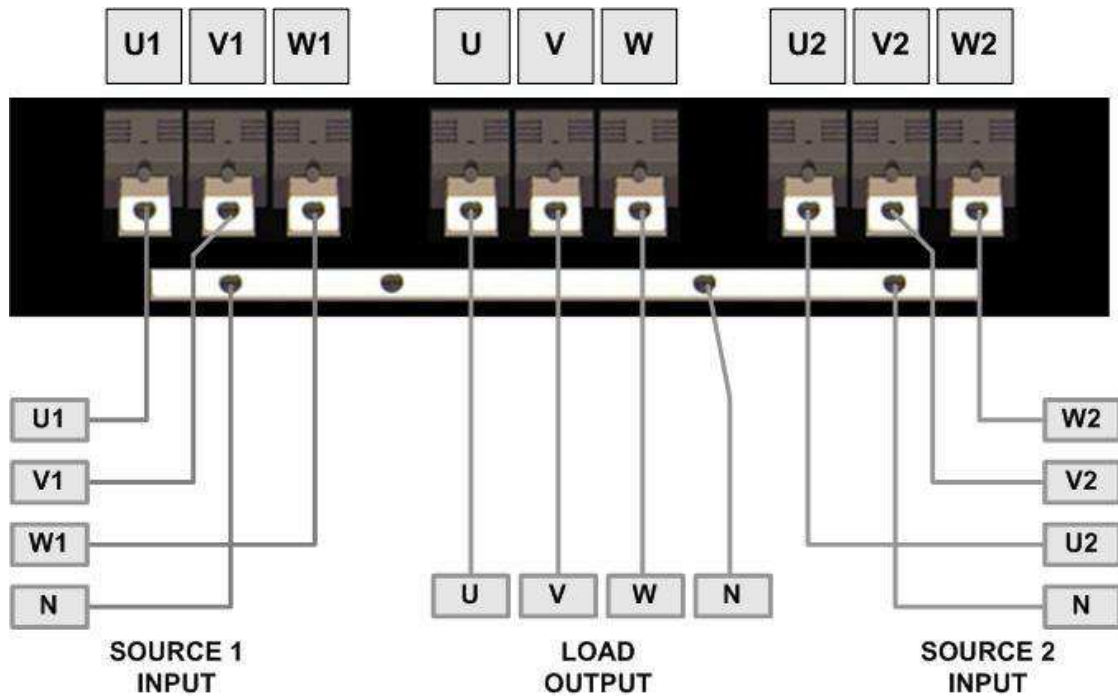 U1 V1 W1 U V W U2 V2 W2
U1
V1
W1
N
U V W N
W2
V2
U2
N
SOURCE 1
INPUT
LOAD
OUTPUT
SOURCE 2
INPUT